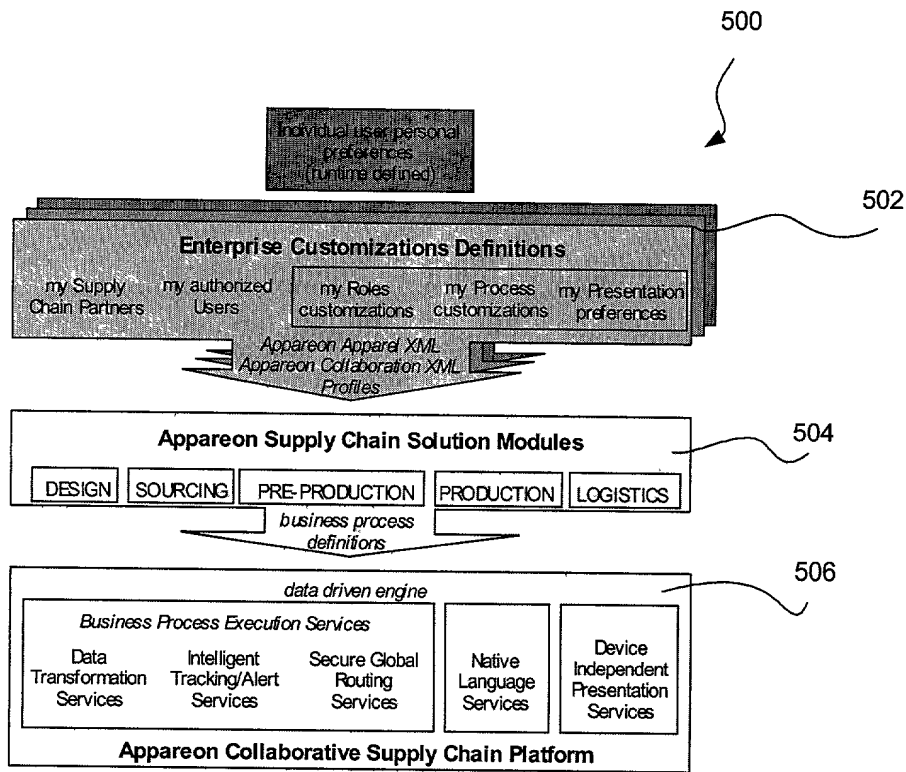 500
Individual user personal
preferences
(runtime defined)
502
Enterprise Customizations Definitions
my Supply
Chain Partners
my authorized
Users
my Roles
customizations
my Process
customizations
my Presentation
preferences
Appareon Apparel XML
Appareon Collaboration XML
Profiles
504
Appareon Supply Chain Solution Modules
DESIGN
SOURCING
PRE-PRODUCTION
PRODUCTION
LOGISTICS
business process
definitions
506
data driven engine
Business Process Execution Services
Data
Transformation
Services
Intelligent
Tracking/Alert
Services
Secure Global
Routing
Services
Native
Language
Services
Device
Independent
Presentation
Services
Appareon Collaborative Supply Chain Platform